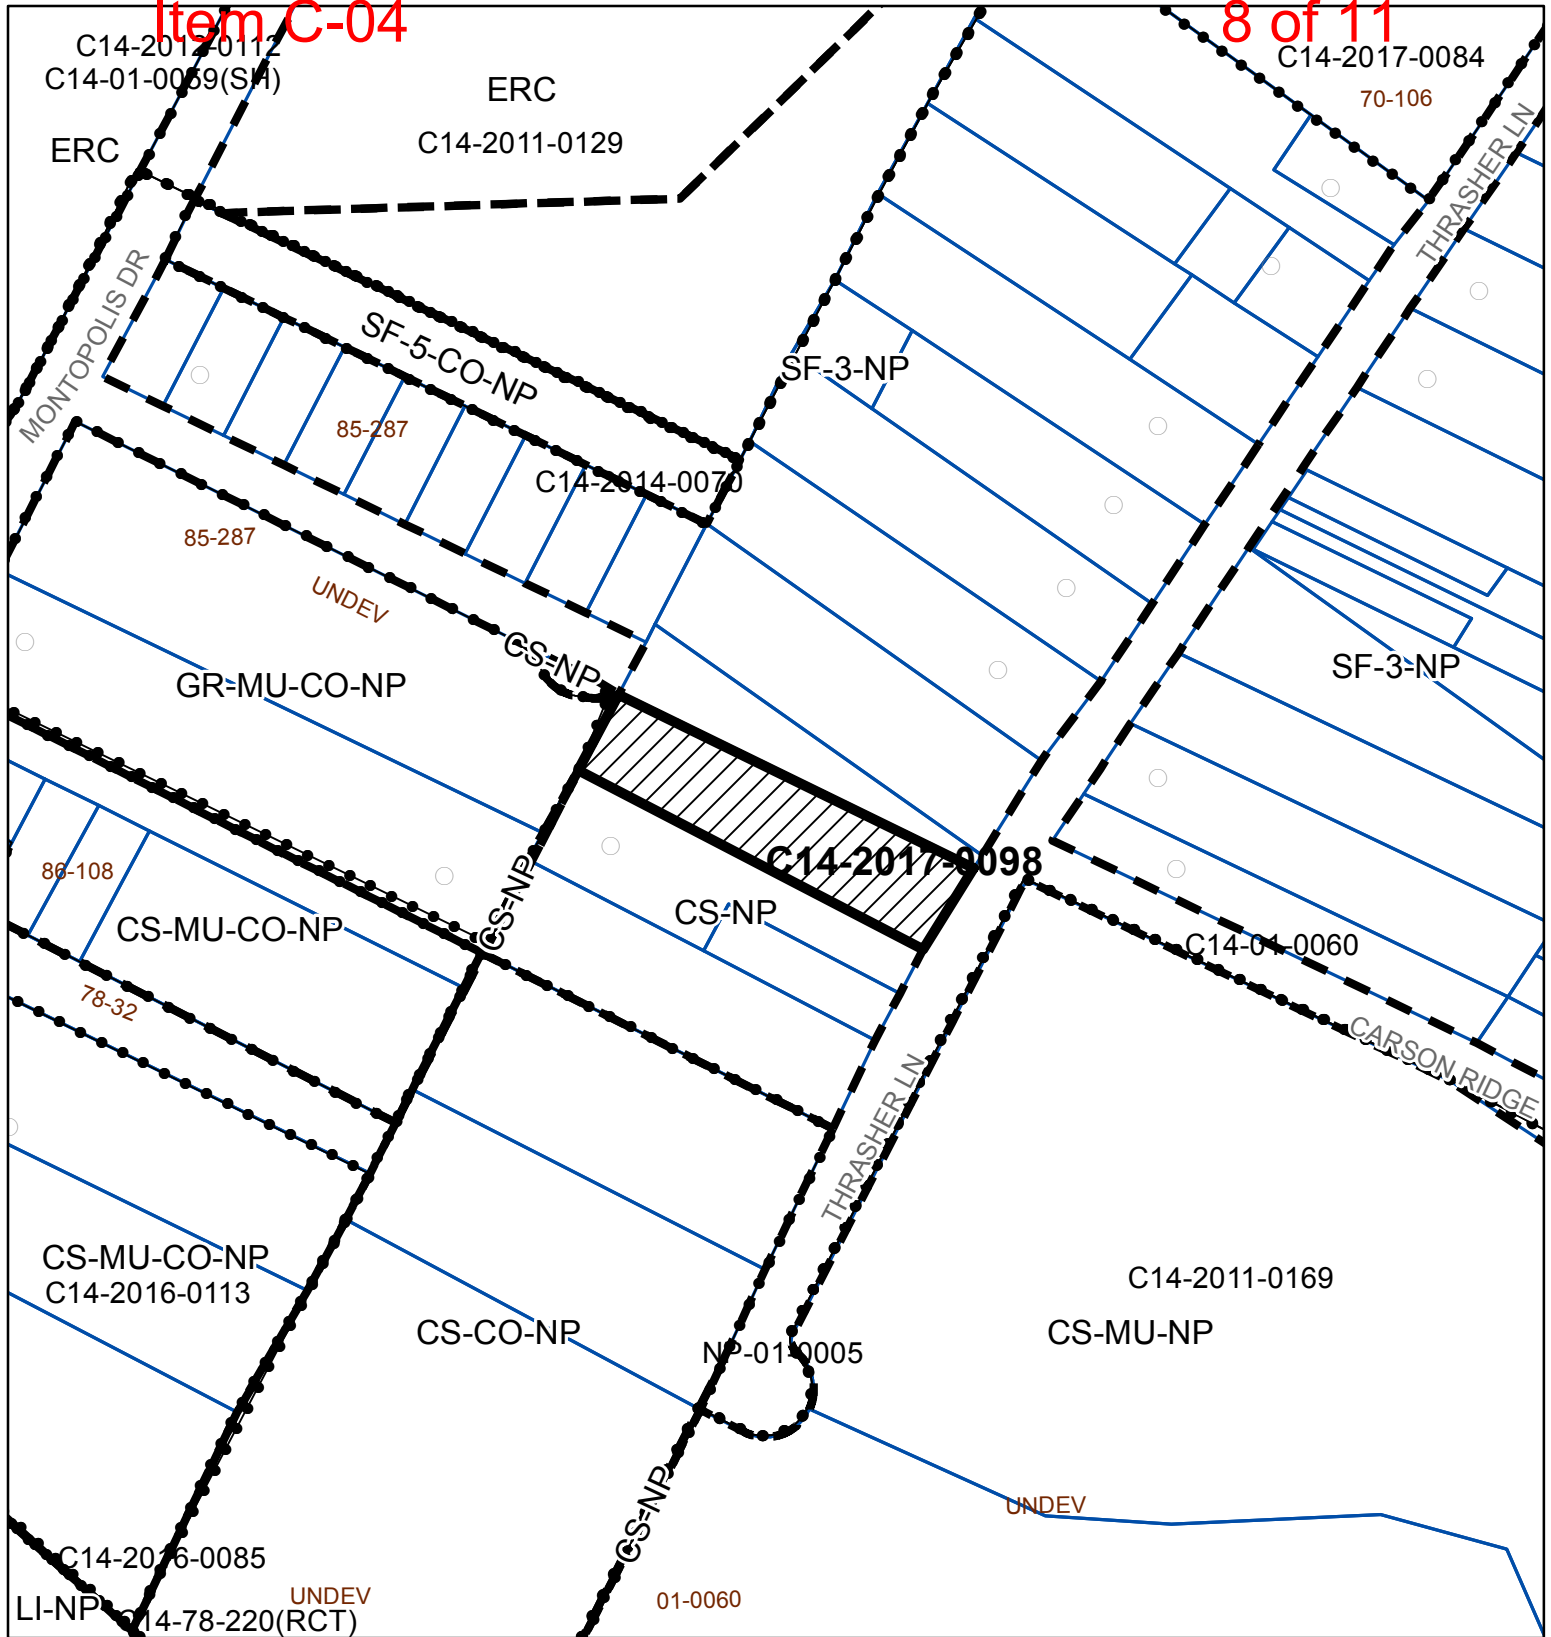 Item C-04
8 of 11
C14-2012-0112
C14-01-0059(SH)
ERC
ERC
C14-2011-0129
C14-2017-0084
70-106
THRASHER LN
MONTOPOLIS DR
SF-5-CO-NP
SF-3-NP
85-287
C14-2014-0070
85-287
UNDEV
CS-NP
GR-MU-CO-NP
SF-3-NP
C14-2017-0098
86-108
CS-MU-CO-NP
CS-NP
CS-NP
C14-01-0060
78-32
CARSON RIDGE
THRASHER LN
CS-MU-CO-NP
C14-2016-0113
CS-CO-NP
NP-01-0005
C14-2011-0169
CS-MU-NP
CS-NP
UNDEV
C14-2016-0085
UNDEV
01-0060
LI-NP
C14-78-220(RCT)